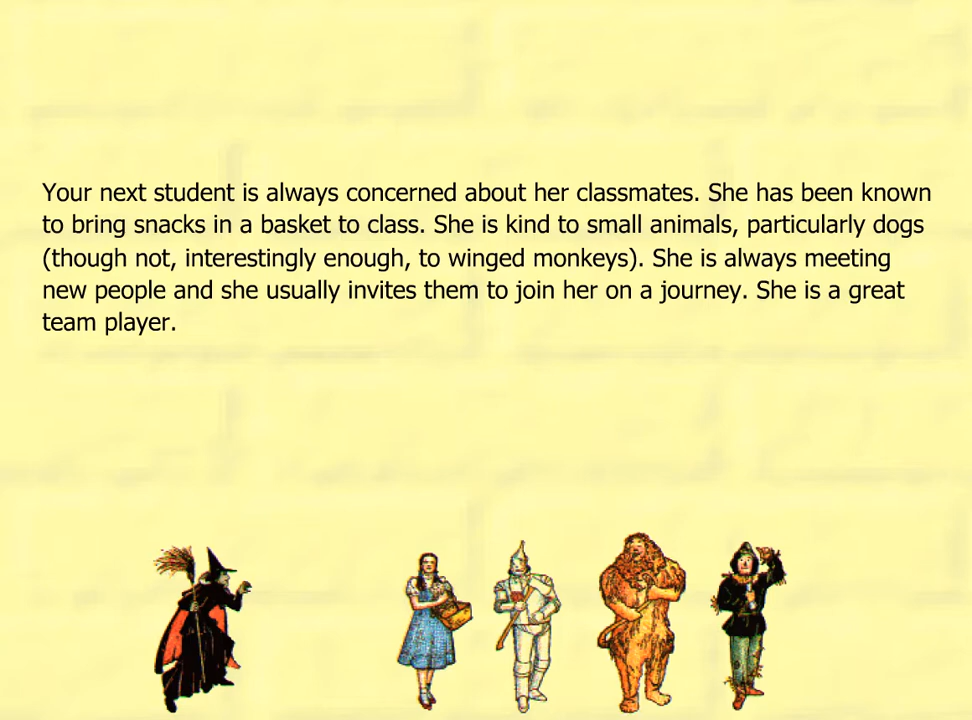 Your next student is always concerned about her classmates. She has been known
to bring snacks in a basket to class. She is kind to small animals, particularly dogs
(though not, interestingly enough, to winged monkeys). She is always meeting
new people and she usually invites them to join her on a journey. She is a great
team player.